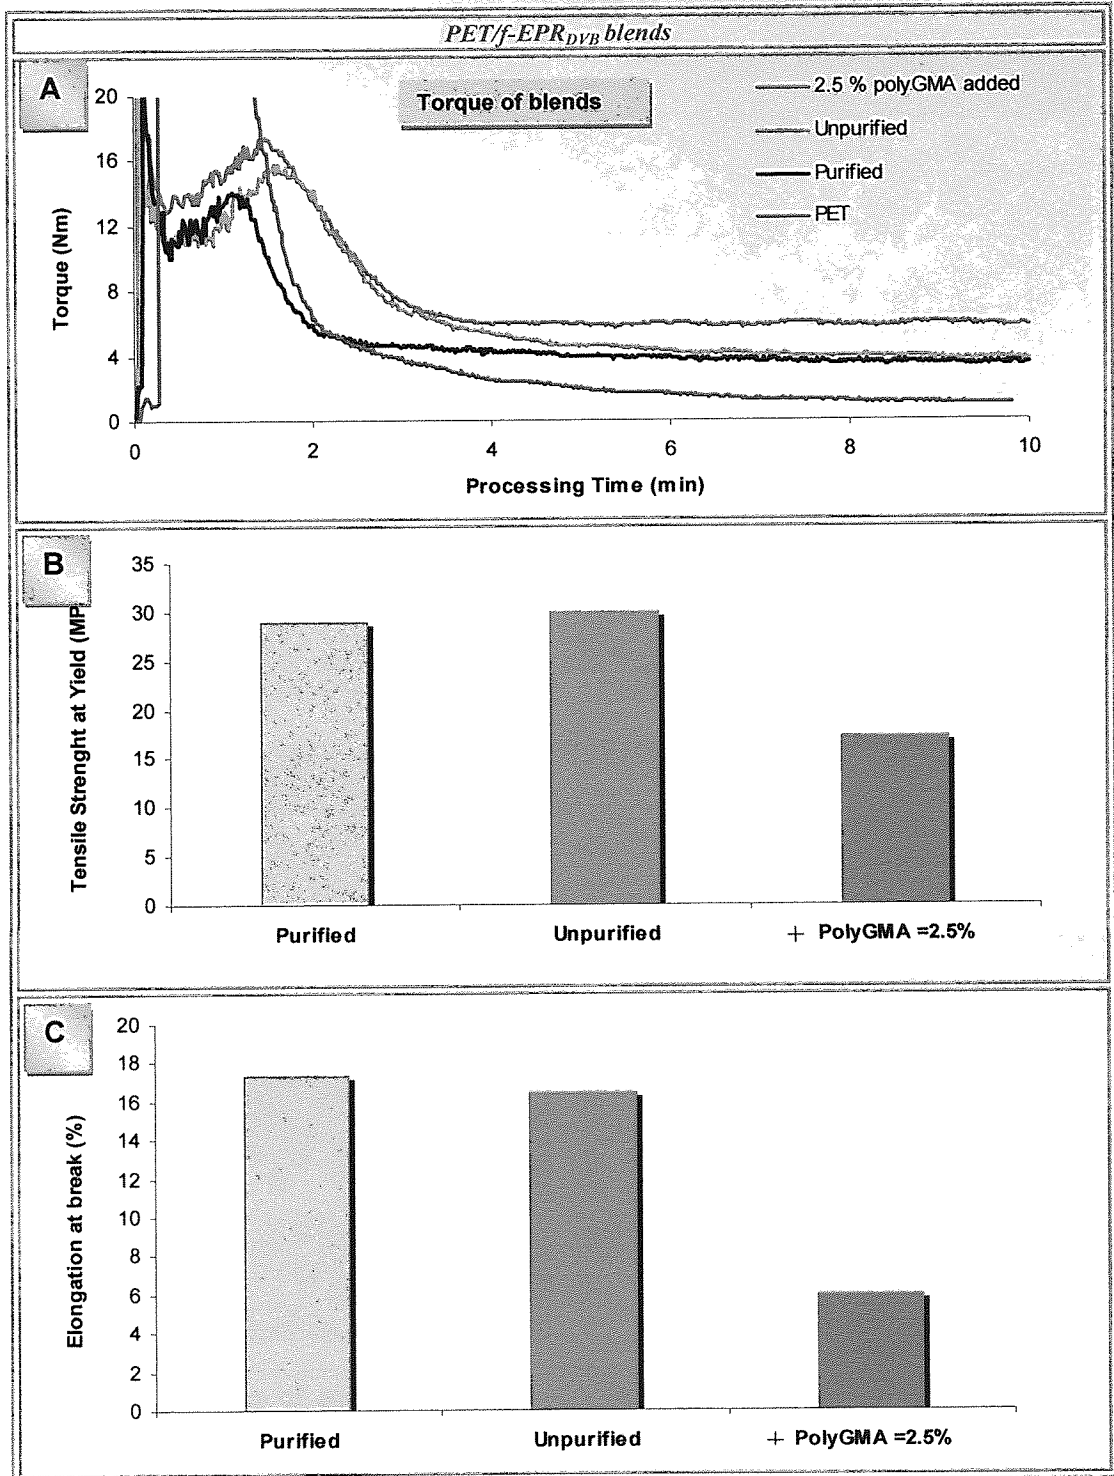 PET/f-EPR_DVB blends
A
Torque of blends
2.5 % polyGMA added
Unpurified
Purified
PET
20
16
12
8
4
0
Torque (Nm)
0 2 4 6 8 10
Processing Time (min)
B
35
30
25
20
15
10
5
0
Tensile Strenght at Yield (MP
Purified Unpurified + PolyGMA =2.5%
C
20
18
16
14
12
10
8
6
4
2
0
Elongation at break (%)
Purified Unpurified + PolyGMA =2.5%